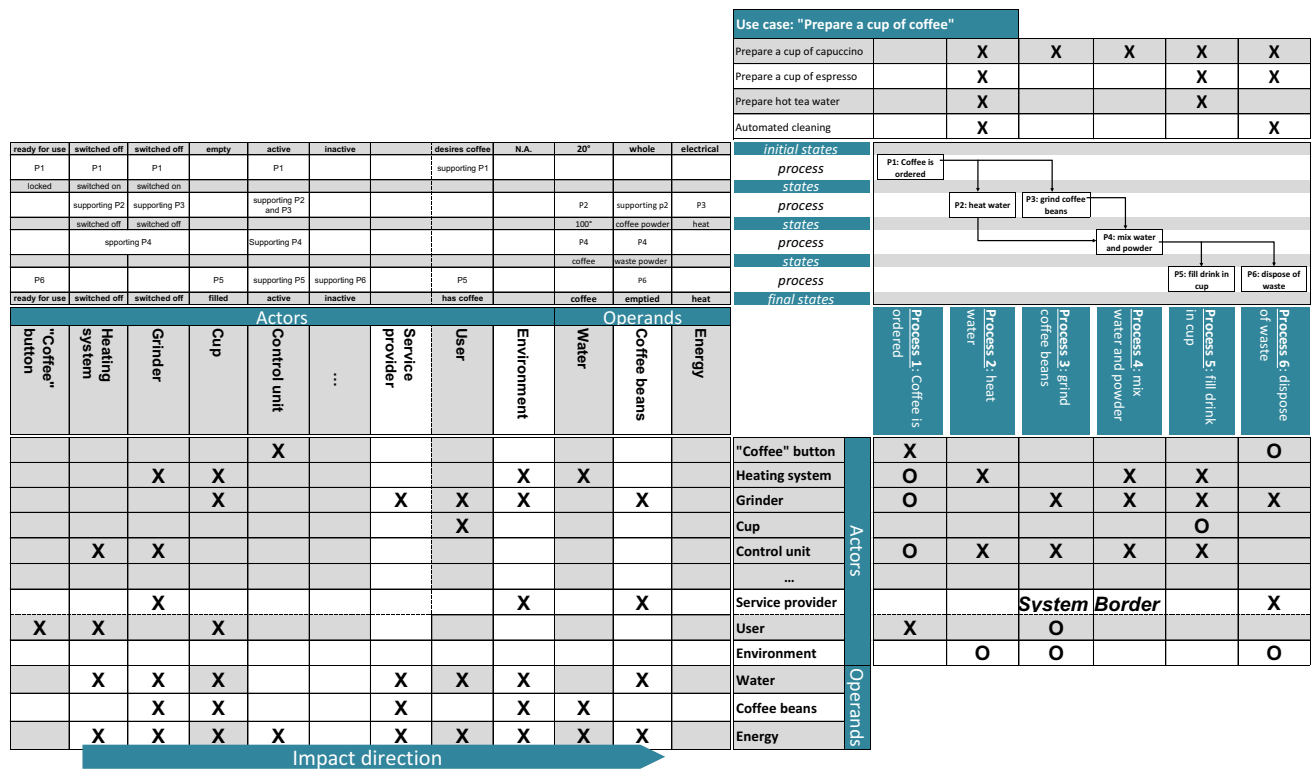 Use case: "Prepare a cup of coffee"
Prepare a cup of capuccino X X X X X
Prepare a cup of espresso X X X
Prepare hot tea water X X
Automated cleaning X X
ready for use switched off switched off empty active inactive desires coffee N.A. 20° whole electrical initial states
P1 P1 P1 P1 supporting P1 process
locked switched on switched on states
supporting P2 supporting P3 supporting P2 and P3 P2 supporting p2 P3 process
switched off switched off 100° coffee powder heat states
spporting P4 Supporting P4 P4 P4 process
coffee waste powder states
P6 P5 supporting P5 supporting P6 P5 P6 process
ready for use switched off switched off filled active inactive has coffee coffee emptied heat final states
P1: Coffee is
ordered
P2: heat water
P3: grind coffee
beans
P4: mix water
and powder
P5: fill drink in
cup
P6: dispose of
waste
Actors Operands
"Coffee"
button
Heating
system
Grinder
Cup
Control unit
...
Service
provider
User
Environment
Water
Coffee beans
Energy
Process 1: Coffee is
ordered
Process 2: heat
water
Process 3: grind
coffee beans
Process 4: mix
water and powder
Process 5: fill drink
in cup
Process 6: dispose
of waste
X "Coffee" button X O
X X X X Heating system O X X X
X X X X X Grinder O X X X X
X Cup O
X X Control unit O X X X X
...
X X X Service provider System Border X
X X X User X O
Environment O O O
X X X X X X X Water
X X X X X Coffee beans
X X X X X X X X X Energy
Actors
Operands
Impact direction